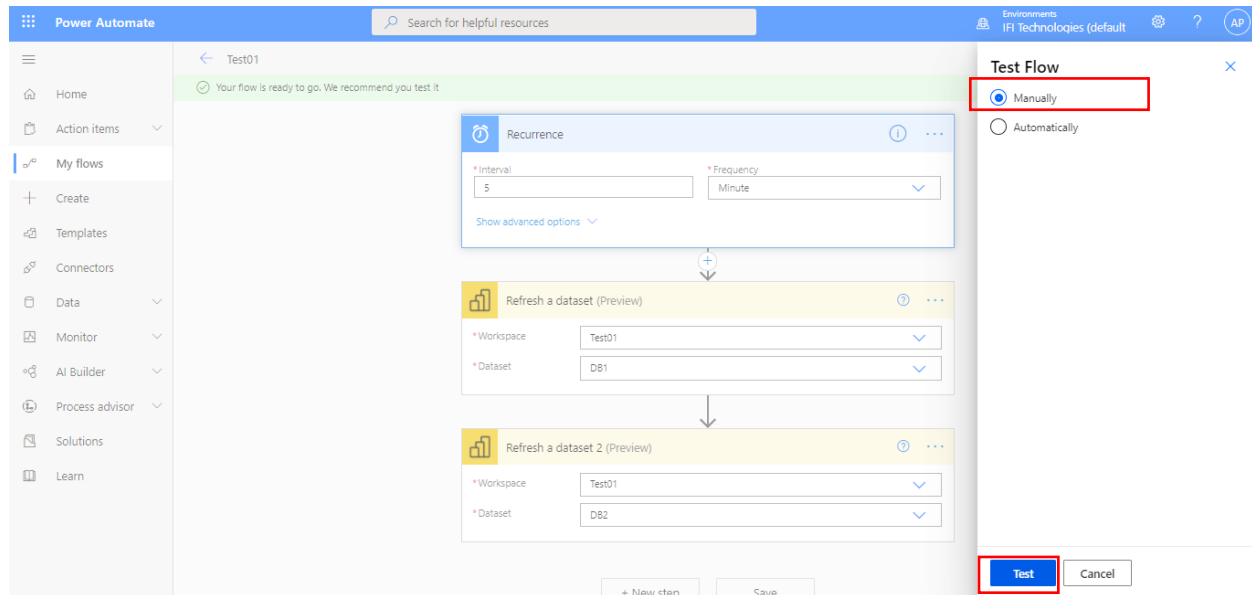 Power Automate
Search for helpful resources
Environments
IFI Technologies (default
?
AP
Home
Action items
My flows
Create
Templates
Connectors
Data
Monitor
AI Builder
Process advisor
Solutions
Learn
Test01
Your flow is ready to go. We recommend you test it
Recurrence
* Interval
* Frequency
5
Minute
Show advanced options
Refresh a dataset (Preview)
* Workspace
Test01
* Dataset
DB1
Refresh a dataset 2 (Preview)
* Workspace
Test01
* Dataset
DB2
+ New step
Save
Test Flow
Manually
Automatically
Test
Cancel